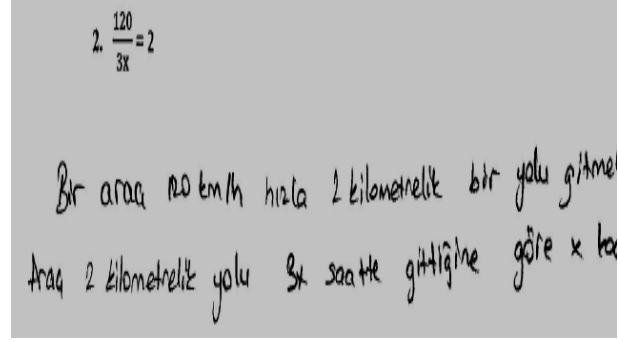 2. 120/3x = 2
Bir araç 120 km/h hızla 2 kilometrelik bir yolu gitme
Araç 2 kilometrelik yolu 3x saatte gittiğine göre x ka